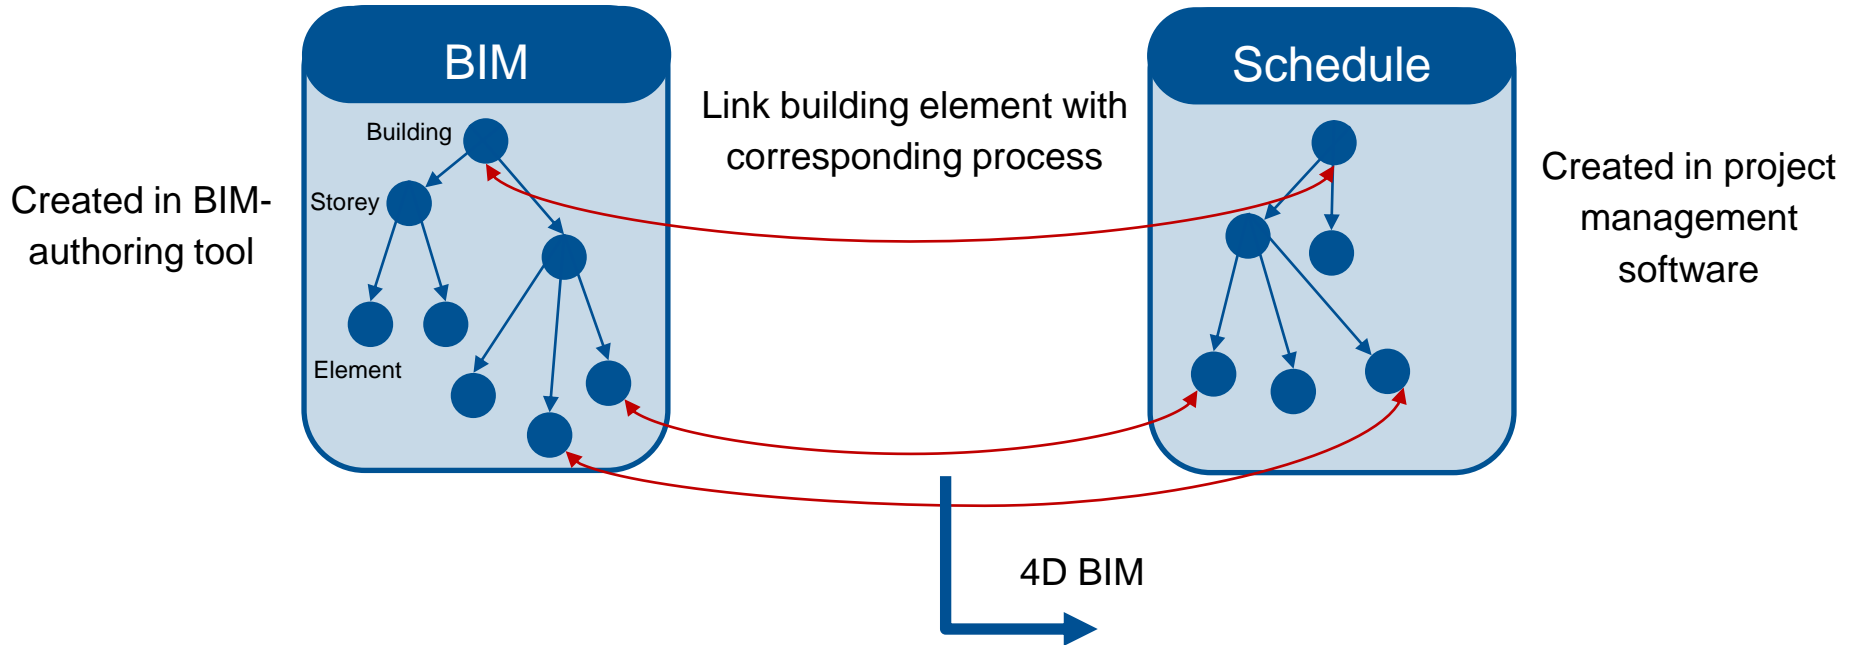 BIM
Schedule
Link building element with
corresponding process
Building
Storey
Element
Created in BIM-
authoring tool
Created in project
management
software
4D BIM